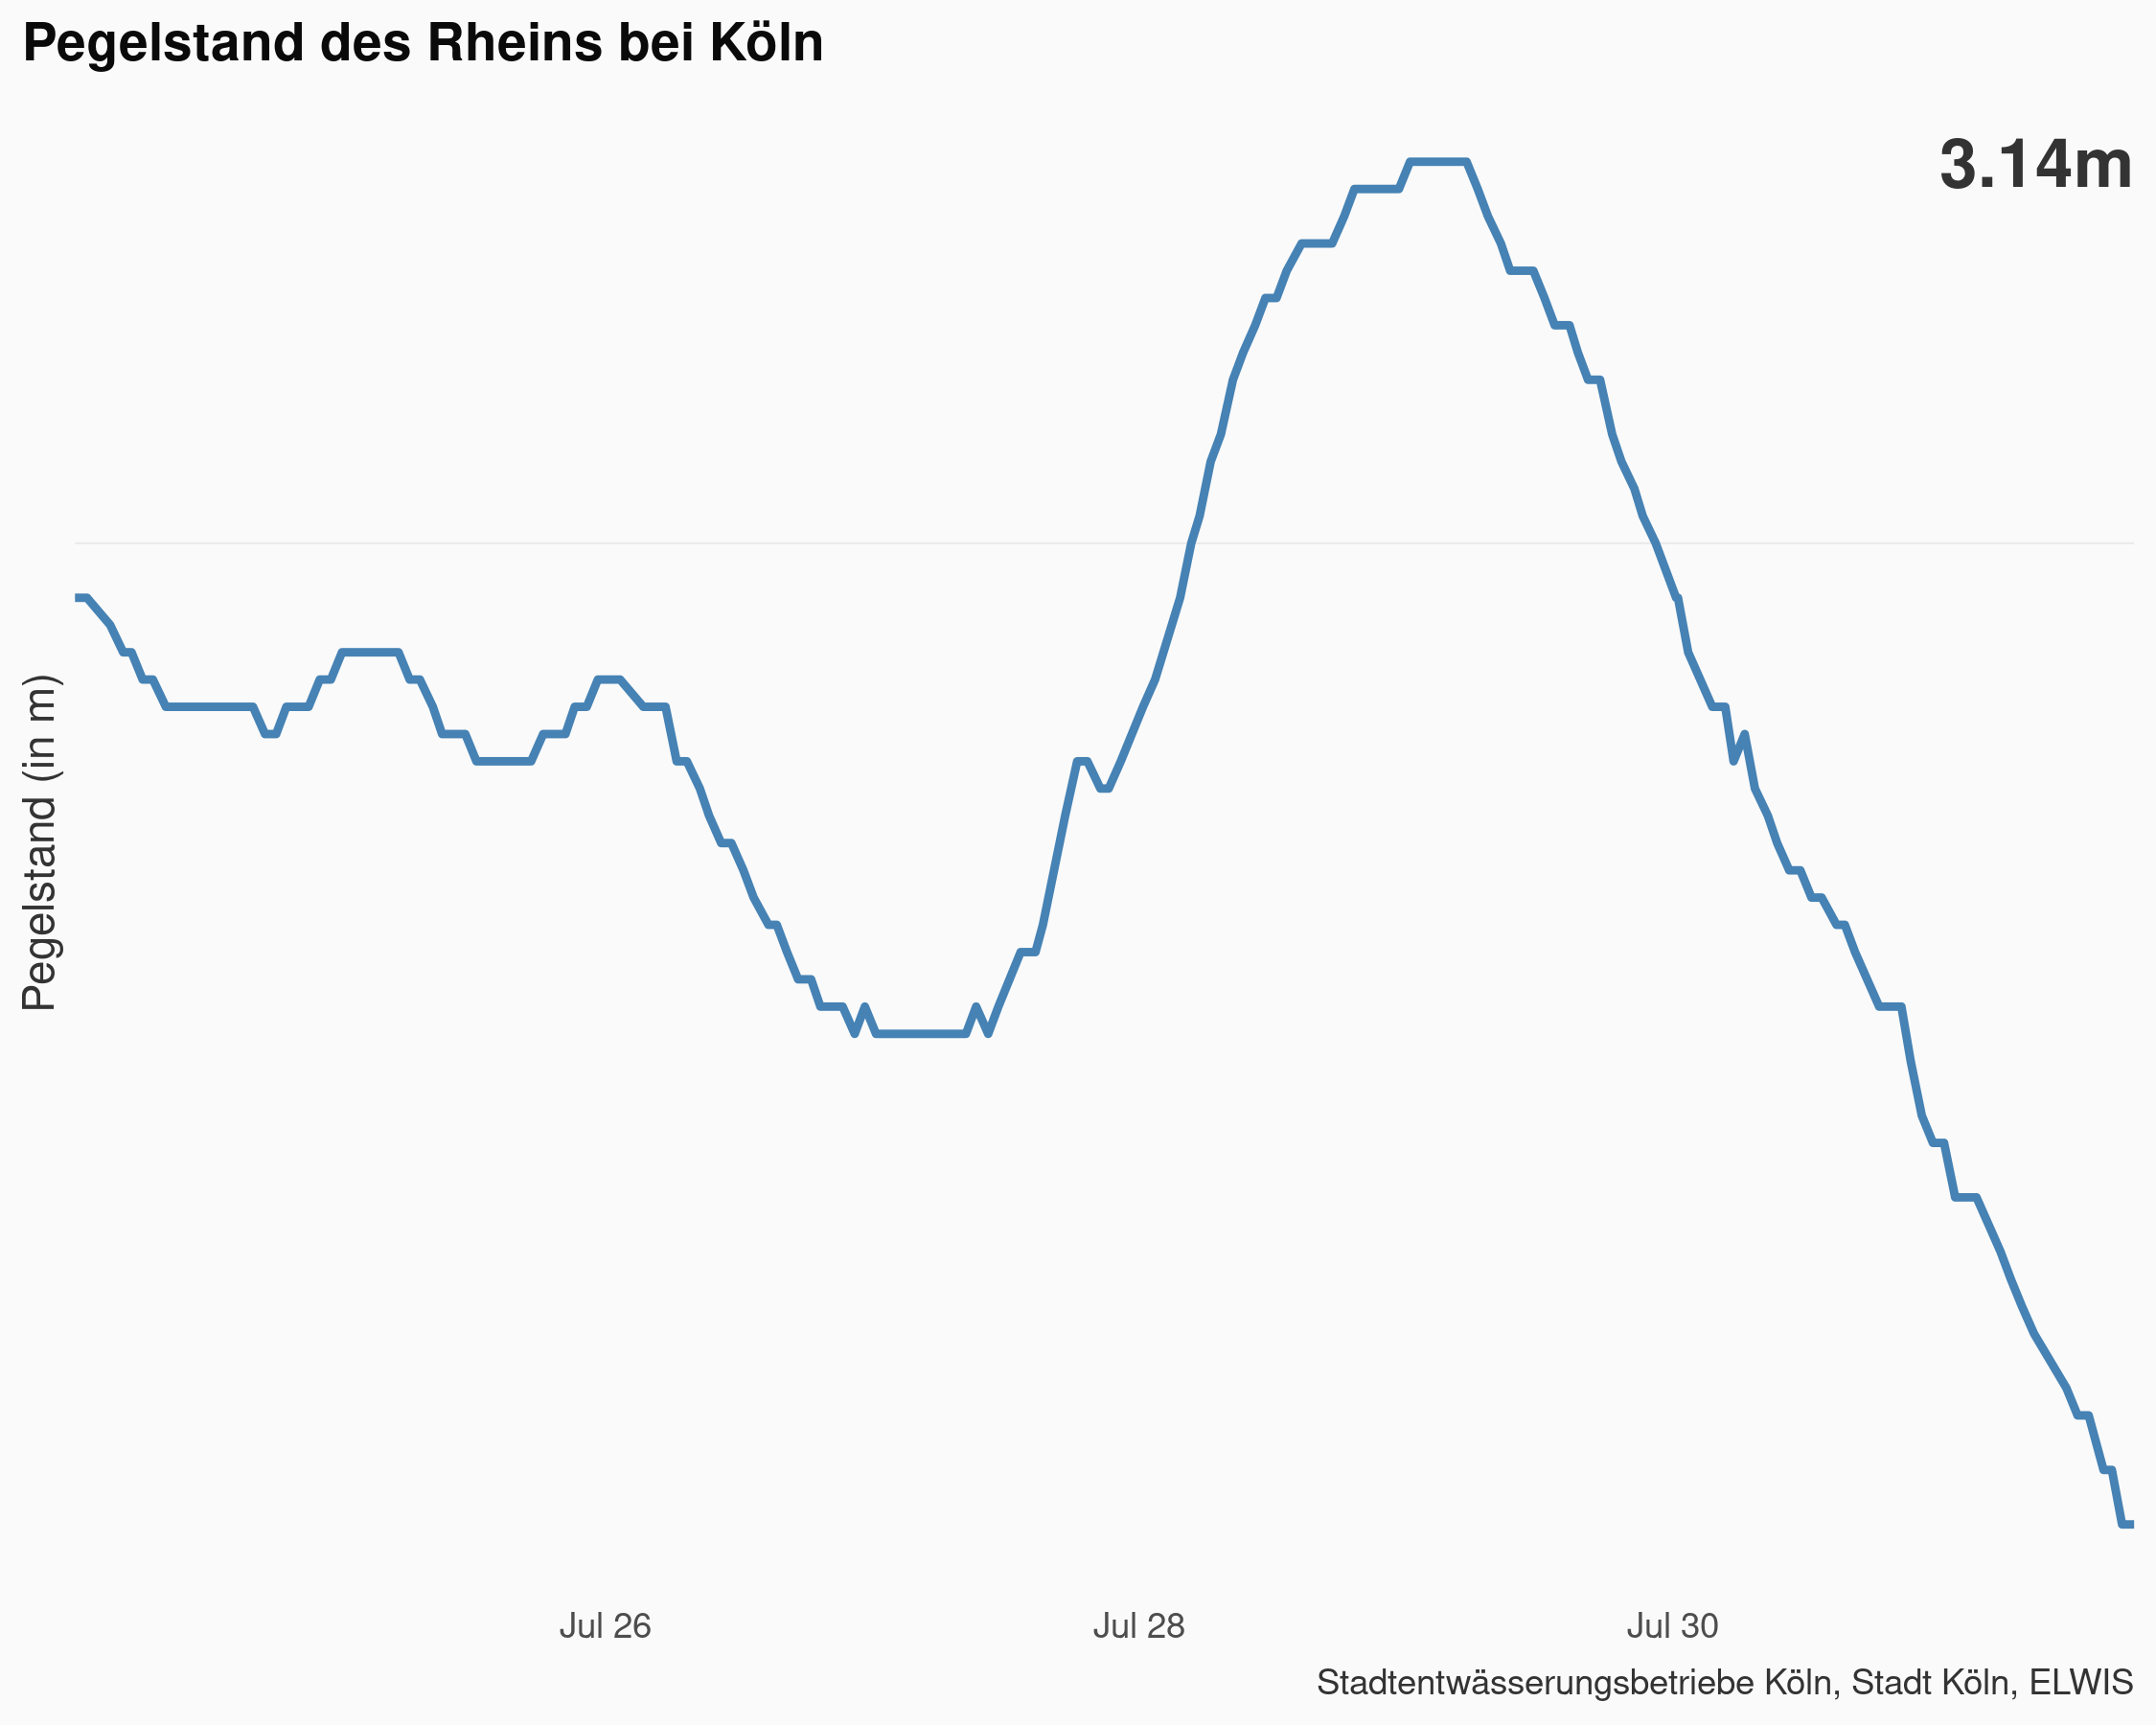 Pegelstand des Rheins bei Köln
3.14m
Pegelstand (in m)
Jul 26
Jul 28
Jul 30
Stadtentwässerungsbetriebe Köln, Stadt Köln, ELWIS